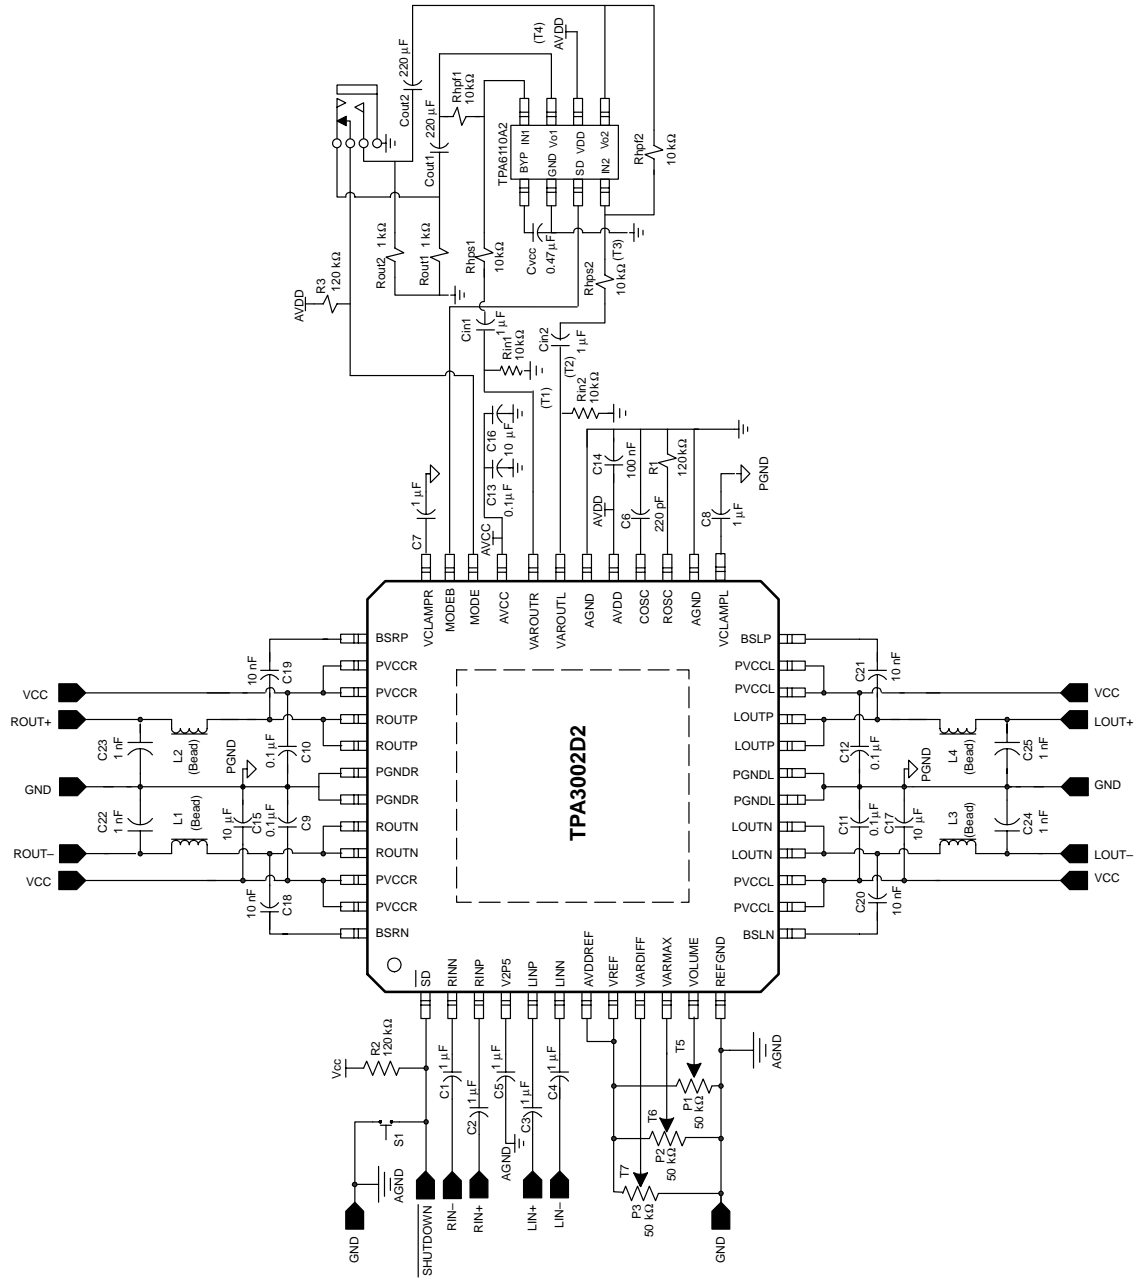 220 µF
Cout2
220 µF
Cout1
Rhpf1
10 kΩ
(T4)
AVDD
TPA6110A2
BYP IN1
GND Vo1
SD VDD
IN2 Vo2
Rhpf2
10 kΩ
AVDD
R3
120 kΩ
Rout2 1 kΩ
Rout1 1 kΩ
Rhps1
10 kΩ
Cvcc
0.47 µF
Rhps2
10 kΩ
(T3)
Cin1
1 µF
Rin1
10 kΩ
Cin2
1 µF
(T2)
(T1)
Rin2
10 kΩ
C7
1 µF
C16
10 µF
C13
0.1 µF
AVCC
C14
100 nF
AVDD
C6
220 pF
R1
120 kΩ
C8
1 µF
PGND
VCLAMPR
MODEB
MODE
AVCC
VAROUTR
VAROUTL
AGND
AVDD
COSC
ROSC
AGND
VCLAMPL
VCC
ROUT+
GND
ROUT–
VCC
10 nF
C19
C23
1 nF
L2
(Bead)
PGND
0.1 µF
C10
C22
1 nF
L1
(Bead)
10 µF
C15
0.1 µF
C9
10 nF
C18
BSRP
PVCCR
PVCCR
ROUTP
ROUTP
PGNDR
PGNDR
ROUTN
ROUTN
PVCCR
PVCCR
BSRN
TPA3002D2
BSLP
PVCCL
PVCCL
LOUTP
LOUTP
PGNDL
PGNDL
LOUTN
LOUTN
PVCCL
PVCCL
BSLN
C21
10 nF
C12
0.1 µF
PGND
L4
(Bead)
C25
1 nF
C11
0.1 µF
C17
10 µF
L3
(Bead)
C24
1 nF
C20
10 nF
VCC
LOUT+
GND
LOUT–
VCC
SD
RINN
RINP
V2P5
LINP
LINN
AVDDREF
VREF
VARDIFF
VARMAX
VOLUME
REFGND
Vcc
R2
120 kΩ
S1
C1
1 µF
C2
1 µF
C5
1 µF
C3
1 µF
C4
1 µF
AGND
AGND
T5
P1
50 kΩ
T6
P2
50 kΩ
T7
P3
50 kΩ
AGND
GND
SHUTDOWN
RIN–
RIN+
LIN+
LIN–
GND